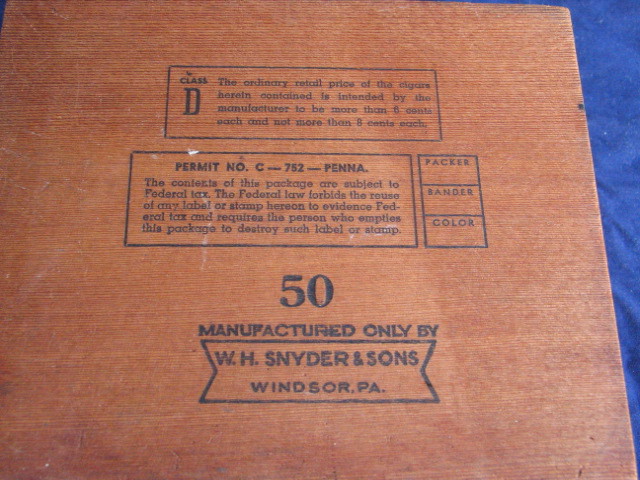 CLASS
D
The ordinary retail price of the cigars
herein contained is intended by the
manufacturer to be more than 6 cents
each and not more than 8 cents each.
PERMIT NO. C — 752 — PENNA.
The contents of this package are subject to
Federal tax. The Federal law forbids the reuse
of any label or stamp hereon to evidence Fed-
eral tax and requires the person who empties
this package to destroy such label or stamp.
PACKER
BANDER
COLOR
50
MANUFACTURED ONLY BY
W. H. SNYDER & SONS
WINDSOR, PA.